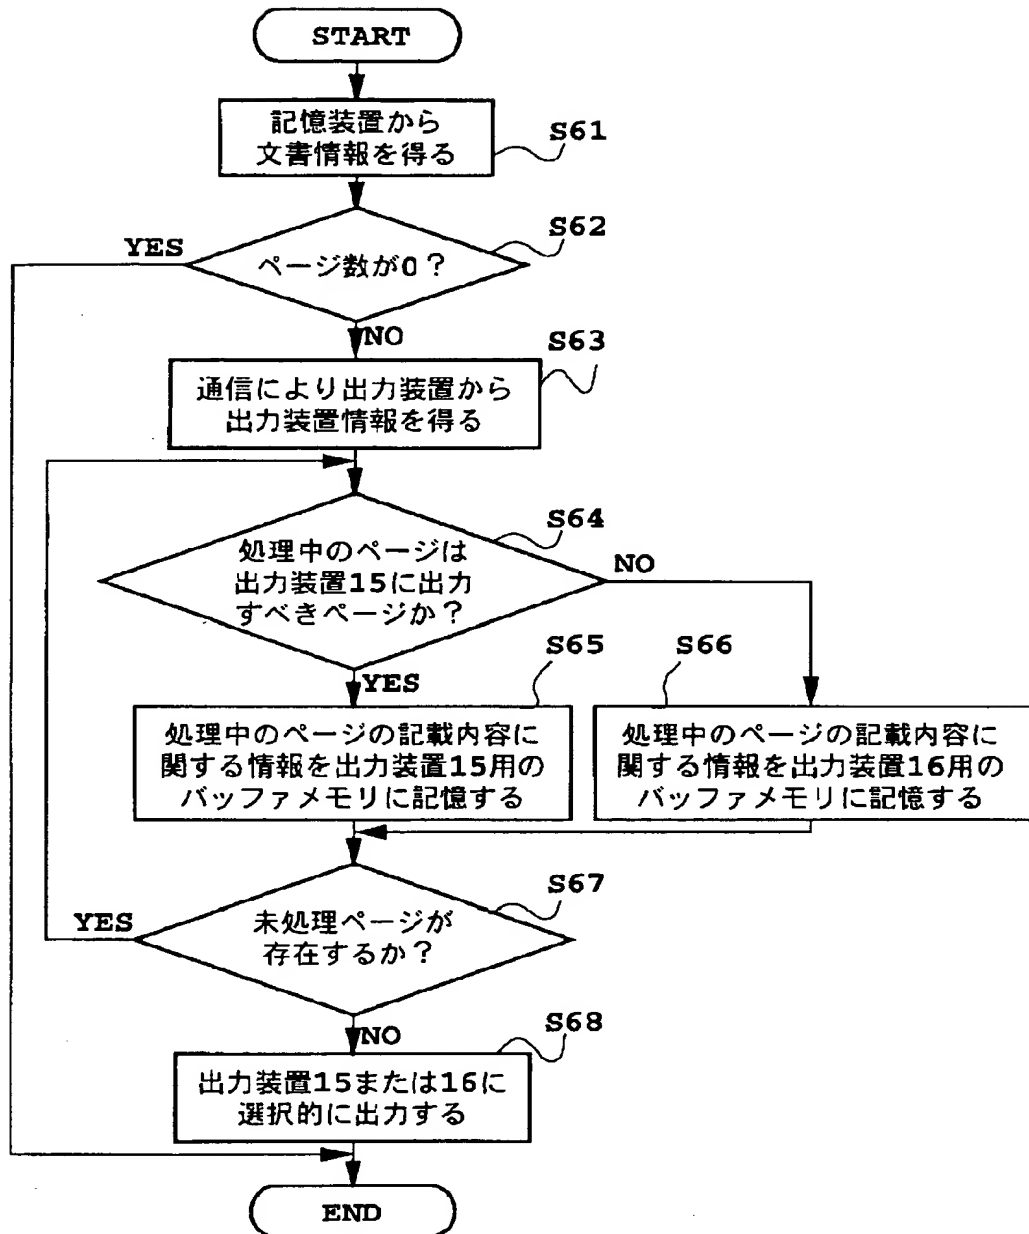 START
記憶装置から
文書情報を得る
S61
S62
YES
ページ数が0？
NO
S63
通信により出力装置から
出力装置情報を得る
S64
処理中のページは
出力装置15に出力
すべきページか？
NO
S65
S66
YES
処理中のページの記載内容に
関する情報を出力装置15用の
バッファメモリに記憶する
処理中のページの記載内容に
関する情報を出力装置16用の
バッファメモリに記憶する
S67
YES
未処理ページが
存在するか？
NO
S68
出力装置15または16に
選択的に出力する
END